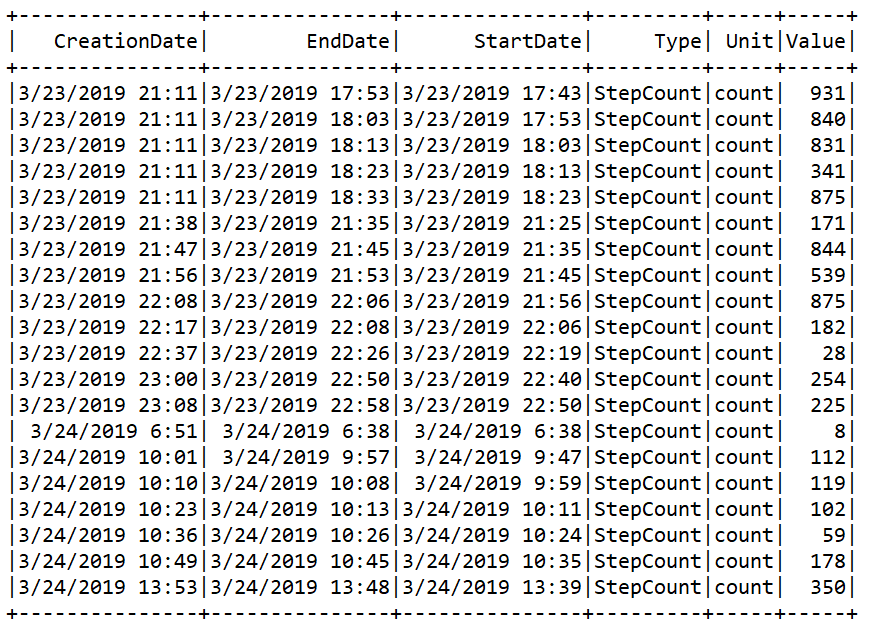 +---------------+---------------+---------------+---------+-----+-----+
|   CreationDate|        EndDate|      StartDate|     Type| Unit|Value|
+---------------+---------------+---------------+---------+-----+-----+
|3/23/2019 21:11|3/23/2019 17:53|3/23/2019 17:43|StepCount|count|  931|
|3/23/2019 21:11|3/23/2019 18:03|3/23/2019 17:53|StepCount|count|  840|
|3/23/2019 21:11|3/23/2019 18:13|3/23/2019 18:03|StepCount|count|  831|
|3/23/2019 21:11|3/23/2019 18:23|3/23/2019 18:13|StepCount|count|  341|
|3/23/2019 21:11|3/23/2019 18:33|3/23/2019 18:23|StepCount|count|  875|
|3/23/2019 21:38|3/23/2019 21:35|3/23/2019 21:25|StepCount|count|  171|
|3/23/2019 21:47|3/23/2019 21:45|3/23/2019 21:35|StepCount|count|  844|
|3/23/2019 21:56|3/23/2019 21:53|3/23/2019 21:45|StepCount|count|  539|
|3/23/2019 22:08|3/23/2019 22:06|3/23/2019 21:56|StepCount|count|  875|
|3/23/2019 22:17|3/23/2019 22:08|3/23/2019 22:06|StepCount|count|  182|
|3/23/2019 22:37|3/23/2019 22:26|3/23/2019 22:19|StepCount|count|   28|
|3/23/2019 23:00|3/23/2019 22:50|3/23/2019 22:40|StepCount|count|  254|
|3/23/2019 23:08|3/23/2019 22:58|3/23/2019 22:50|StepCount|count|  225|
| 3/24/2019 6:51| 3/24/2019 6:38| 3/24/2019 6:38|StepCount|count|    8|
|3/24/2019 10:01| 3/24/2019 9:57| 3/24/2019 9:47|StepCount|count|  112|
|3/24/2019 10:10|3/24/2019 10:08| 3/24/2019 9:59|StepCount|count|  119|
|3/24/2019 10:23|3/24/2019 10:13|3/24/2019 10:11|StepCount|count|  102|
|3/24/2019 10:36|3/24/2019 10:26|3/24/2019 10:24|StepCount|count|   59|
|3/24/2019 10:49|3/24/2019 10:45|3/24/2019 10:35|StepCount|count|  178|
|3/24/2019 13:53|3/24/2019 13:48|3/24/2019 13:39|StepCount|count|  350|
+---------------+---------------+---------------+---------+-----+-----+